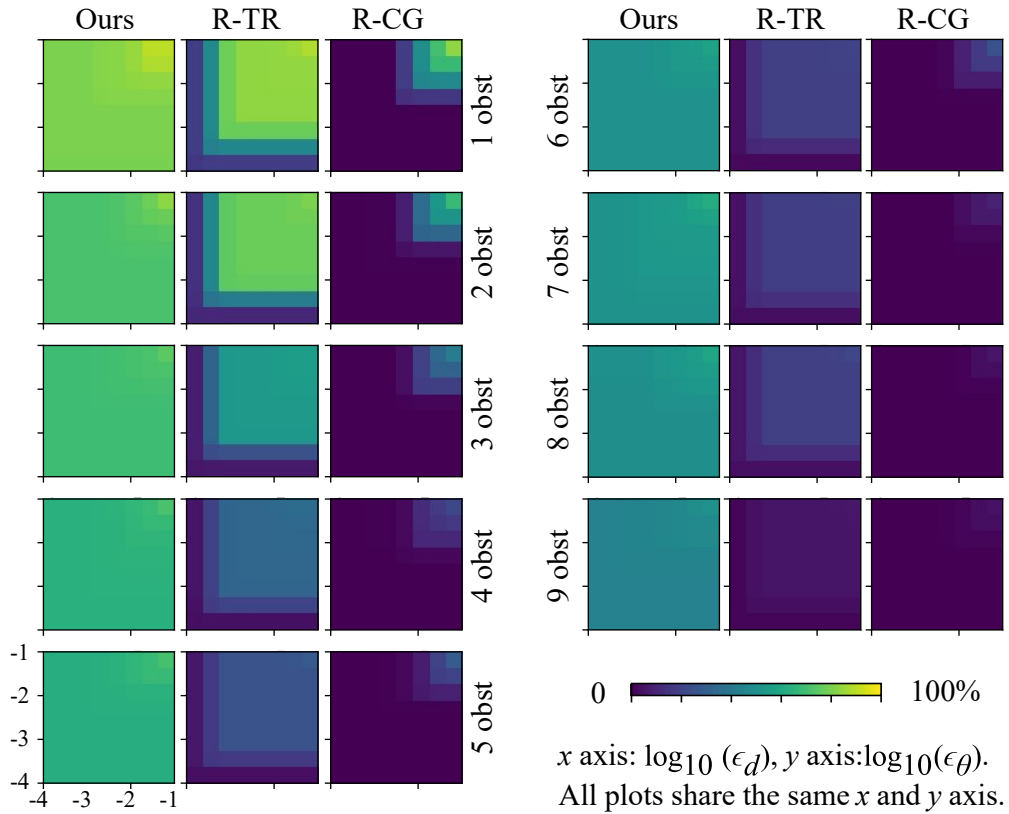 Ours R-TR R-CG
1 obst
2 obst
3 obst
4 obst
5 obst
-1
-2
-3
-4
-4 -3 -2 -1
Ours R-TR R-CG
6 obst
7 obst
8 obst
9 obst
0 100%
x axis: log10 (ϵd), y axis:log10(ϵθ).
All plots share the same x and y axis.